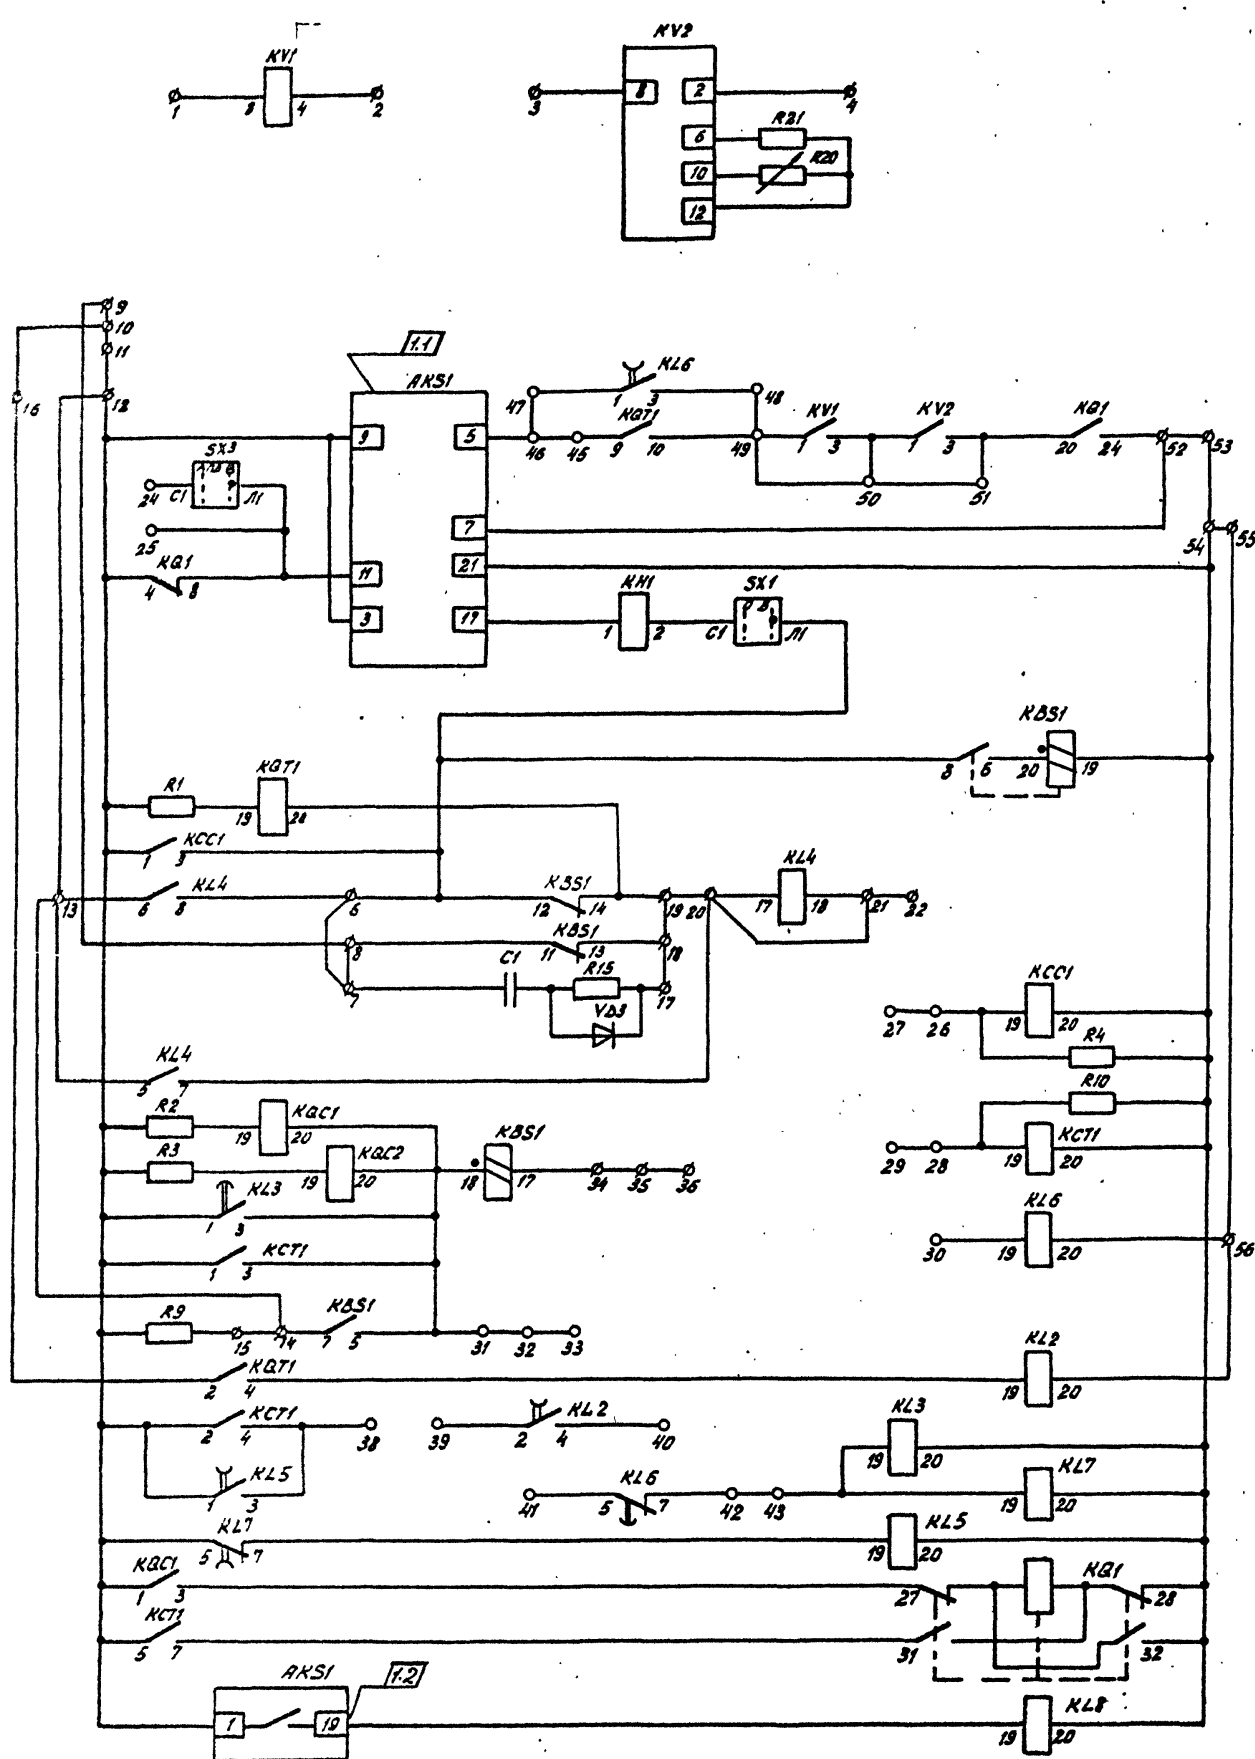 KV1
1 8 4 2
KV2
3 8 2 4
6 R21
10 R20
12
9
10
11
1.1
AKS1
KL6
16
12
47 1 3 48
KQT1
KV1 KV2 KQ1
9 5
46 45 9 10 49 1 3 1 3 20 24 52 53
SX3
24 C1 Л1
50 51
25
7
54 55
KQ1
4 8
11 21
KH1 SX1
3 17
1 2 C1 Л1
KBS1
8 6 20 19
R1 KQT1
19 28
KCC1
1 3
KL4
KBS1
KL4
13 6 8 6 12 14 19 20 17 18 21 22
KBS1
8 11 13 18
C1 R15
7 17
VD3
KCC1
27 26 19 20
R4
KL4
5 7
R10
R2 KQC1
19 20
KCT1
29 28 19 20
R3 KQC2
KBS1
19 20 18 17 34 35 36
KL3
1 3
KL6
30 19 20 56
KCT1
1 3
R9 KBS1
15 14 7 5 31 32 33
KQT1
2 4
KL2
19 20
KCT1
2 4 38
KL2
39 2 4 40
KL3
19 20
KL5
1 3
KL6
41 5 7 42 43
KL7
19 20
KL7
5 7
KL5
19 20
KQC1
1 3
27 KQ1 28
KCT1
5 7
31 32
AKS1 1.2
1 19
KL8
19 20